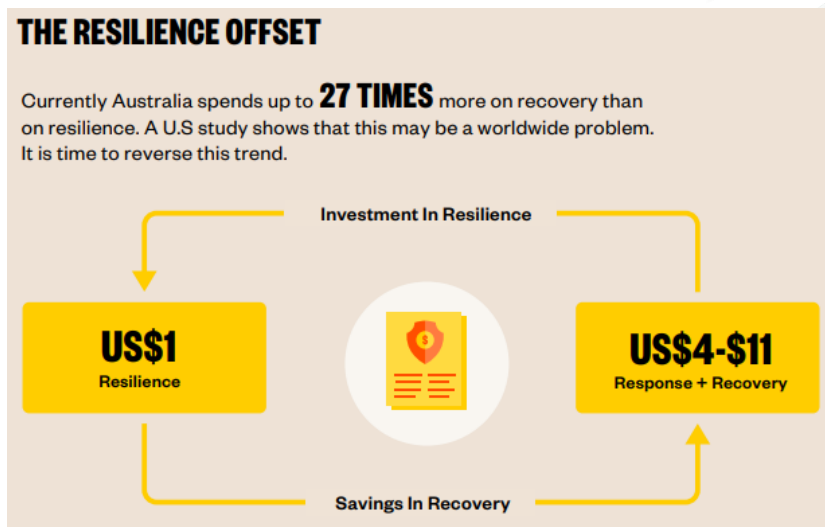 THE RESILIENCE OFFSET
Currently Australia spends up to 27 TIMES more on recovery than
on resilience. A U.S study shows that this may be a worldwide problem.
It is time to reverse this trend.
Investment In Resilience
US$1
Resilience
$
US$4-$11
Response + Recovery
Savings In Recovery